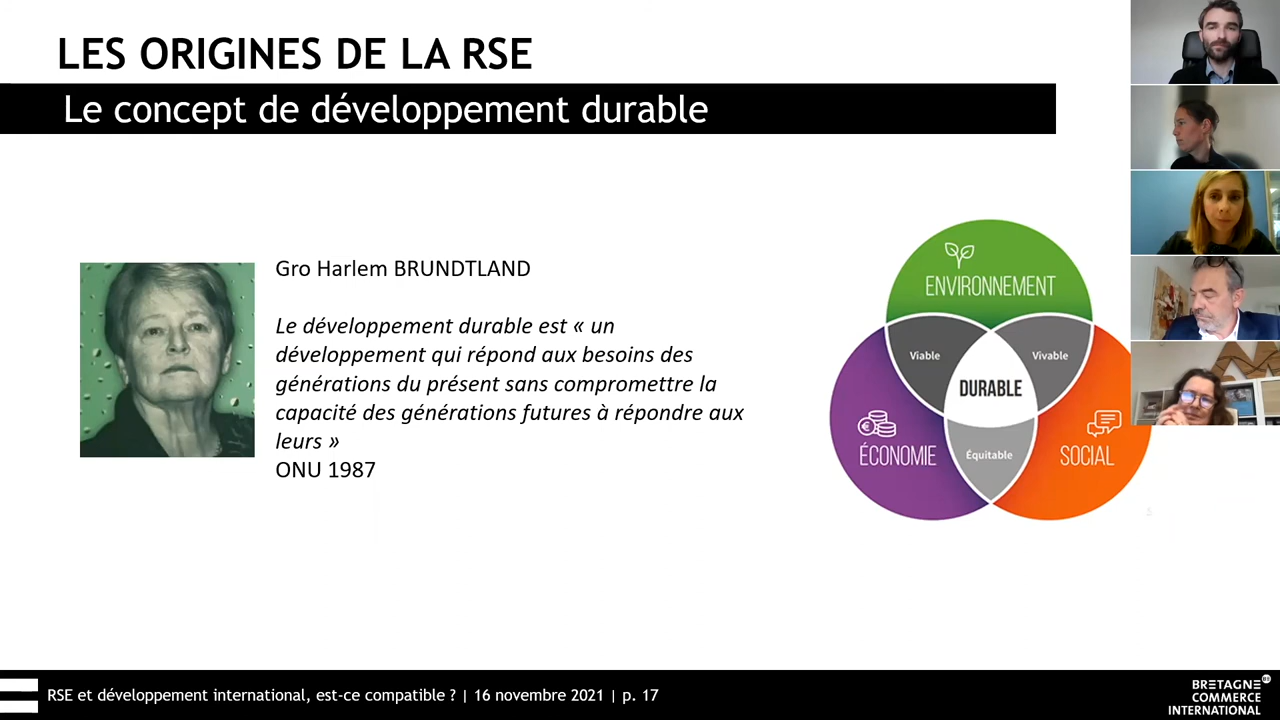 LES ORIGINES DE LA RSE
Le concept de développement durable
Gro Harlem BRUNDTLAND
Le développement durable est « un
développement qui répond aux besoins des
générations du présent sans compromettre la
capacité des générations futures à répondre aux
leurs »
ONU 1987
ENVIRONNEMENT
Viable
Vivable
DURABLE
ÉCONOMIE
Équitable
SOCIAL
RSE et développement international, est-ce compatible ? | 16 novembre 2021 | p. 17
BRETAGNE
COMMERCE
INTERNATIONAL